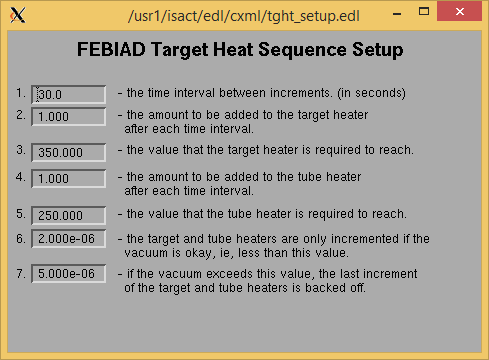 /usr1/isact/edl/cxml/tght_setup.edl
FEBIAD Target Heat Sequence Setup
1. 30.0 - the time interval between increments. (in seconds)
2. 1.000 - the amount to be added to the target heater
after each time interval.
3. 350.000 - the value that the target heater is required to reach.
4. 1.000 - the amount to be added to the tube heater
after each time interval.
5. 250.000 - the value that the tube heater is required to reach.
6. 2.000e-06 - the target and tube heaters are only incremented if the
vacuum is okay, ie, less than this value.
7. 5.000e-06 - if the vacuum exceeds this value, the last increment
of the target and tube heaters is backed off.